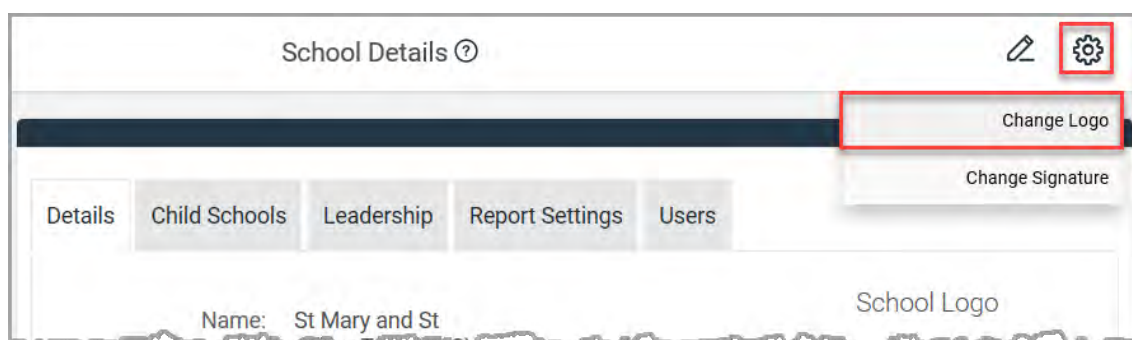 School Details
Change Logo
Change Signature
Details Child Schools Leadership Report Settings Users
School Logo
Name: St Mary and St